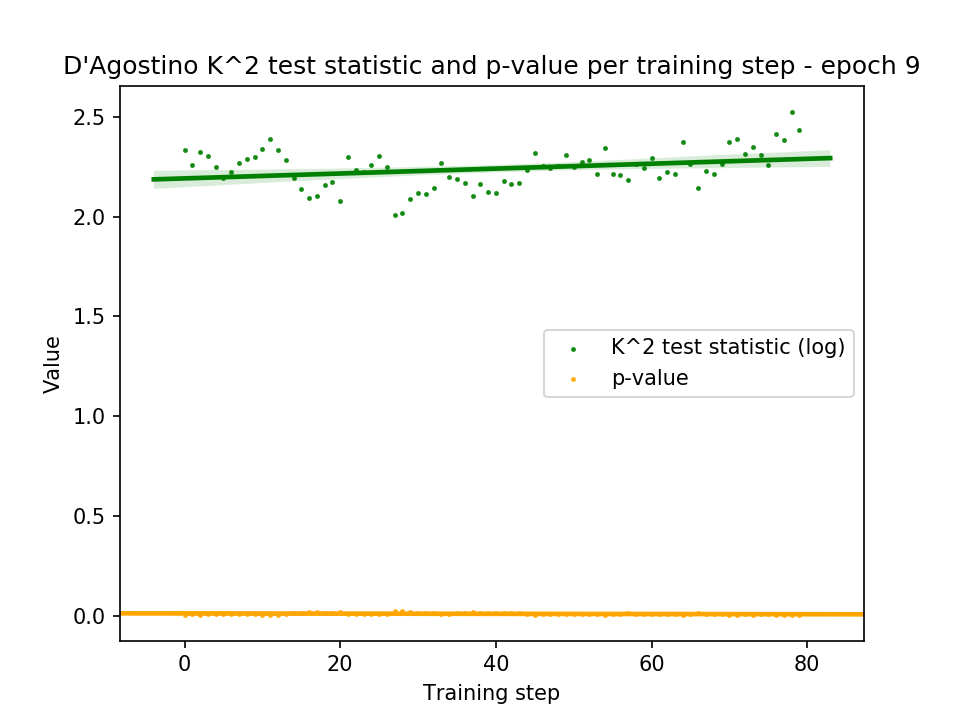 D'Agostino K^2 test statistic and p-value per training step - epoch 9
2.5
2.0
1.5
1.0
0.5
0.0
Value
K^2 test statistic (log)
p-value
0 20 40 60 80
Training step